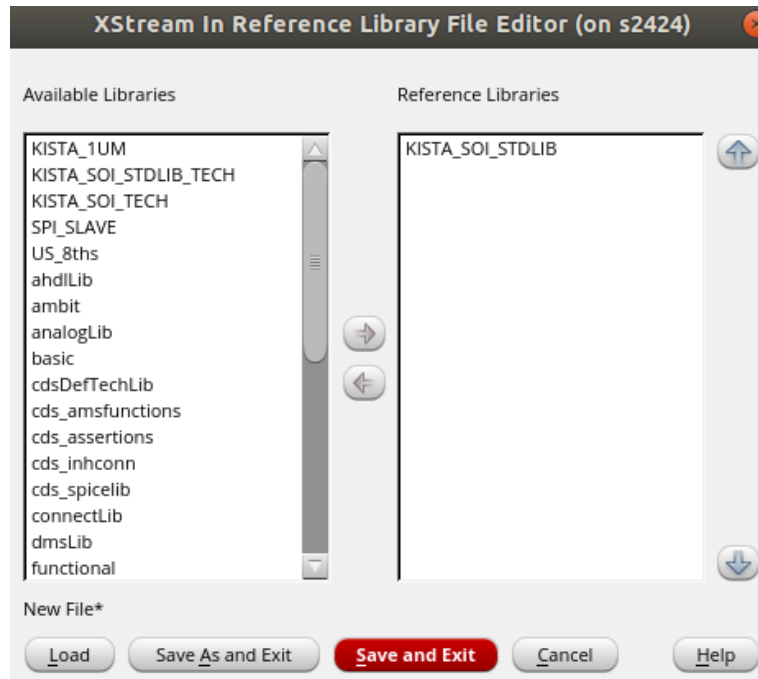 XStream In Reference Library File Editor (on s2424)
Available Libraries
KISTA_1UM
KISTA_SOI_STDLIB_TECH
KISTA_SOI_TECH
SPI_SLAVE
US_8ths
ahdlLib
ambit
analogLib
basic
cdsDefTechLib
cds_amsfunctions
cds_assertions
cds_inhconn
cds_spicelib
connectLib
dmsLib
functional
Reference Libraries
KISTA_SOI_STDLIB
New File*
Load Save As and Exit Save and Exit Cancel Help